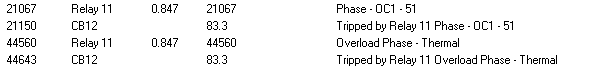 21067 Relay 11 0.847 21067 Phase - OC1 - 51
21150 CB12 83.3 Tripped by Relay 11 Phase - OC1 - 51
44560 Relay 11 0.847 44560 Overload Phase - Thermal
44643 CB12 83.3 Tripped by Relay 11 Overload Phase - Thermal